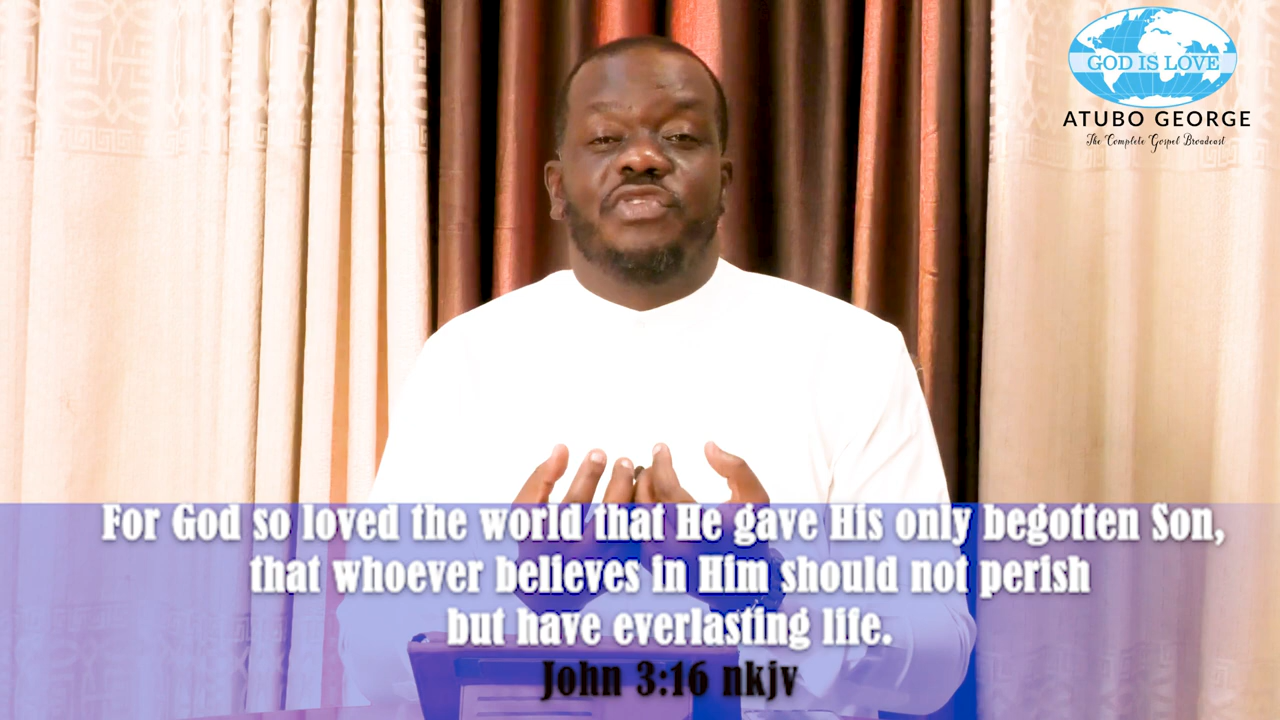 GOD IS LOVE
ATUBO GEORGE
The Complete Gospel Broadcast
For God so loved the world that He gave His only begotten Son,
that whoever believes in Him should not perish
but have everlasting life.
John 3:16 nkjv